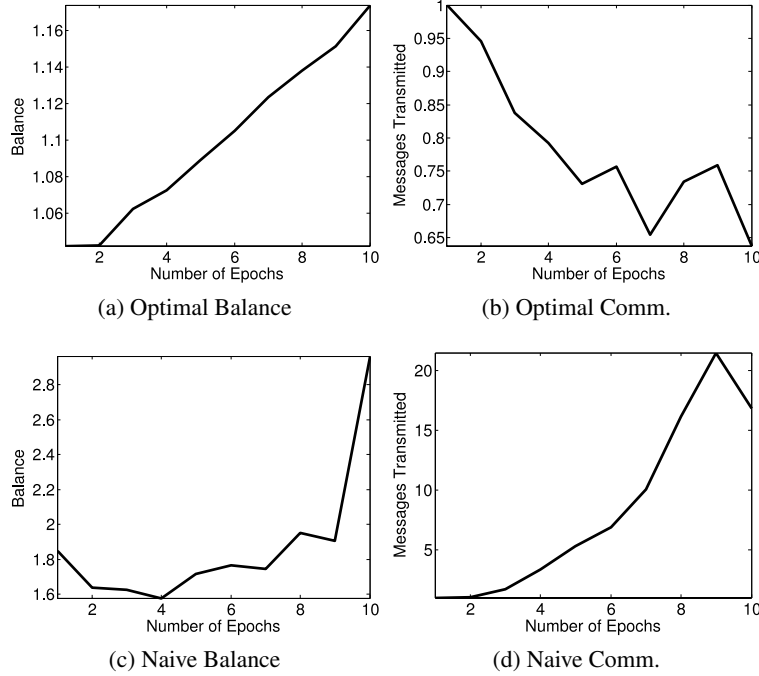 1.16
1.14
1.12
1.1
1.08
1.06
Balance
2 4 6 8 10
Number of Epochs
(a) Optimal Balance
1
0.95
0.9
0.85
0.8
0.75
0.7
0.65
Messages Transmitted
2 4 6 8 10
Number of Epochs
(b) Optimal Comm.
2.8
2.6
2.4
2.2
2
1.8
1.6
Balance
2 4 6 8 10
Number of Epochs
(c) Naive Balance
20
15
10
5
Messages Transmitted
2 4 6 8 10
Number of Epochs
(d) Naive Comm.